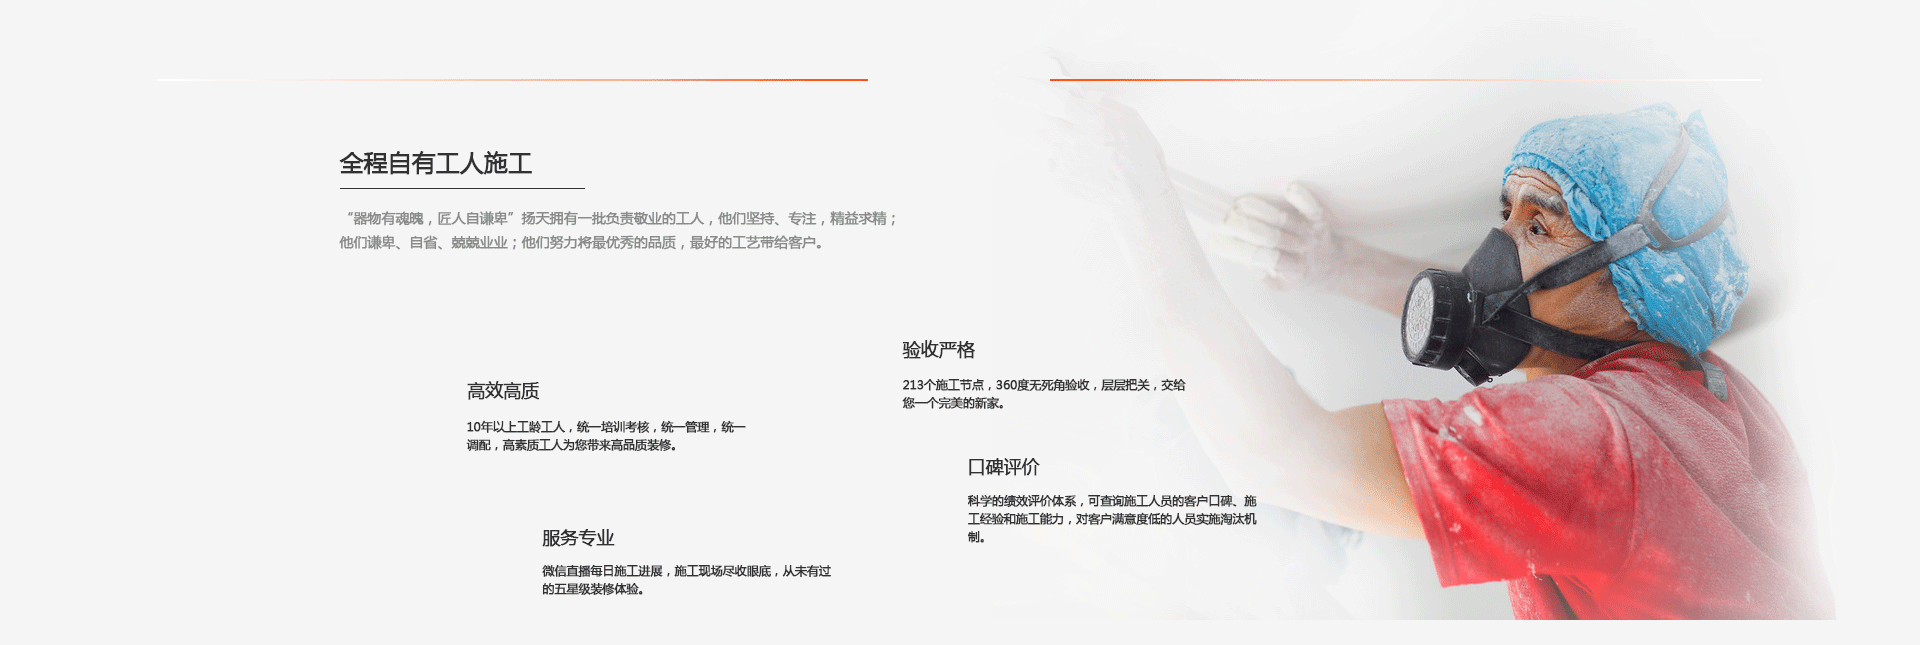 全程自有工人施工
“器物有魂魄，匠人自谦卑”扬天拥有一批负责敬业的工人，他们坚持、专注，精益求精；
他们谦卑、自省、兢兢业业；他们努力将最优秀的品质，最好的工艺带给客户。
验收严格
213个施工节点，360度无死角验收，层层把关，交给
您一个完美的新家。
高效高质
10年以上工龄工人，统一培训考核，统一管理，统一
调配，高素质工人为您带来高品质装修。
口碑评价
科学的绩效评价体系，可查询施工人员的客户口碑、施
工经验和施工能力，对客户满意度低的人员实施淘汰机
制。
服务专业
微信直播每日施工进展，施工现场尽收眼底，从未有过
的五星级装修体验。